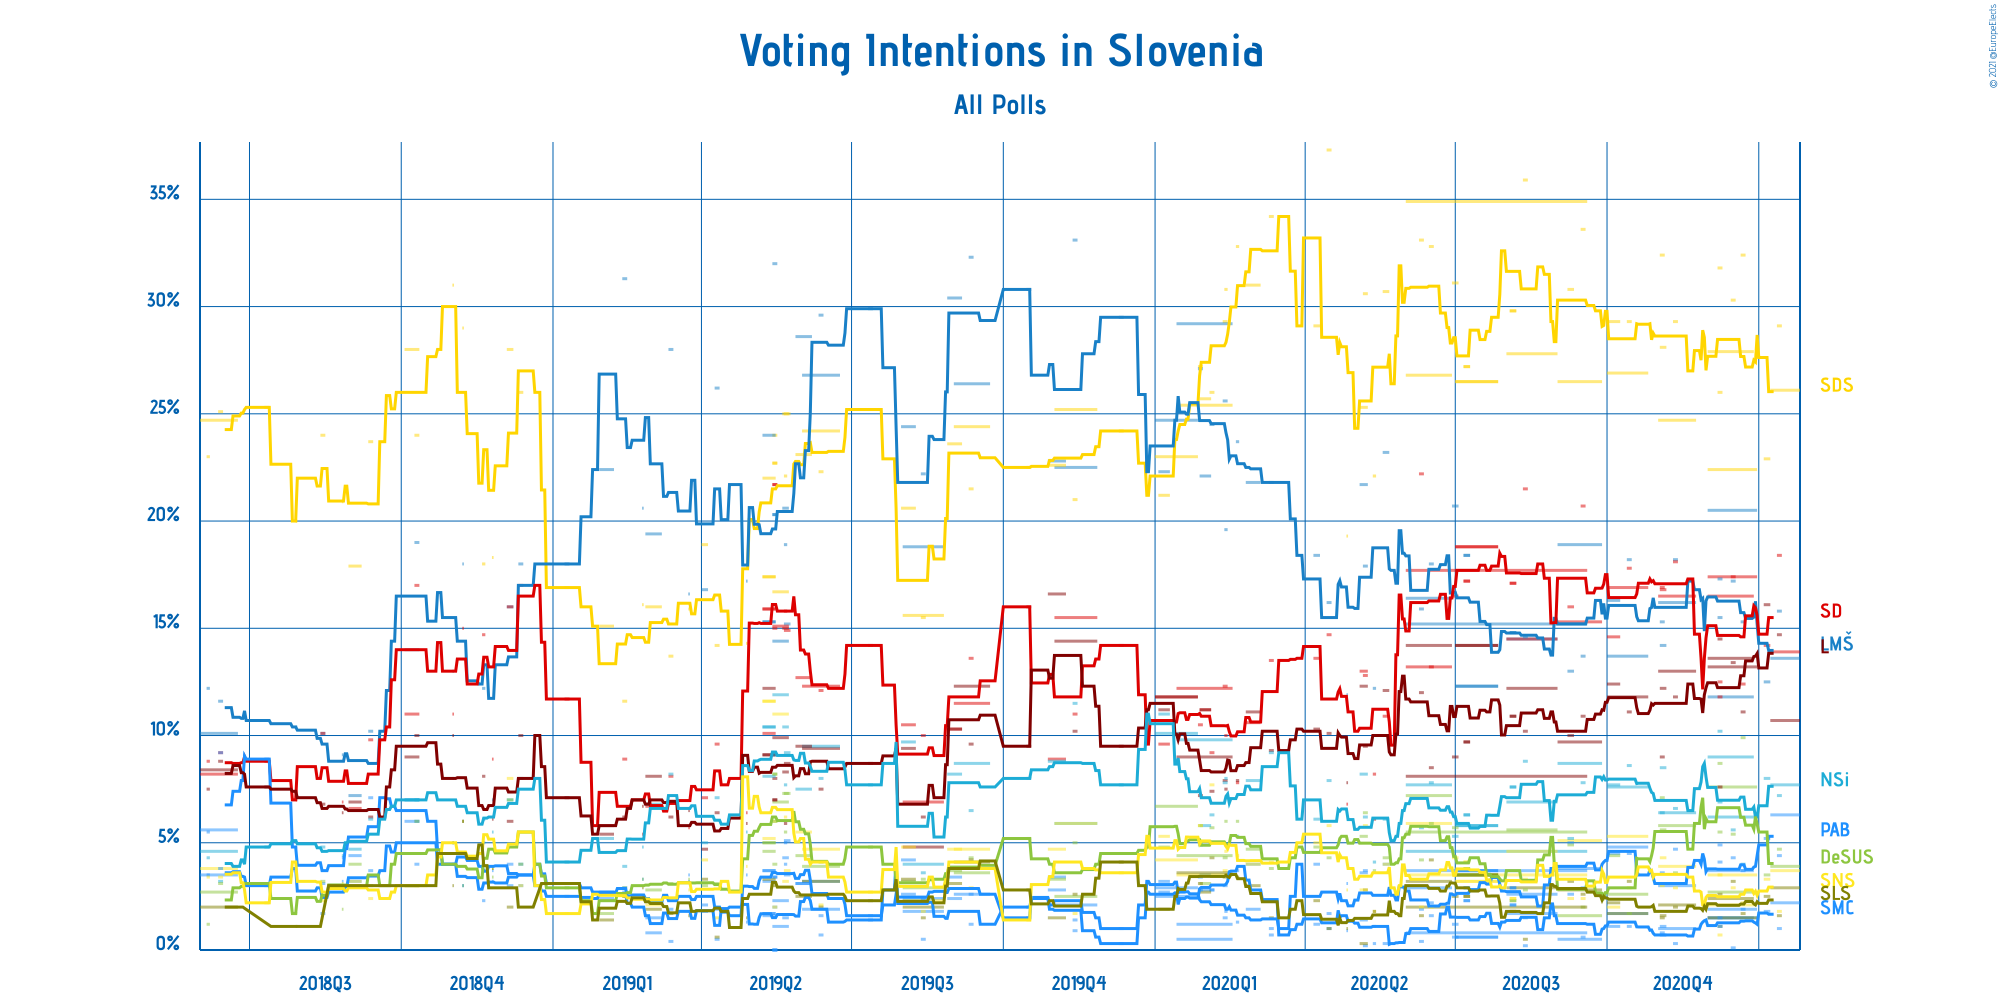 © 2021 @EuropeElects
Voting Intentions in Slovenia
All Polls
35%
30%
25%
20%
15%
10%
5%
0%
SDS
SD
L
LMŠ
NSi
PAB
DeSUS
SNS
SLS
SMC
2018Q3 2018Q4 2019Q1 2019Q2 2019Q3 2019Q4 2020Q1 2020Q2 2020Q3 2020Q4